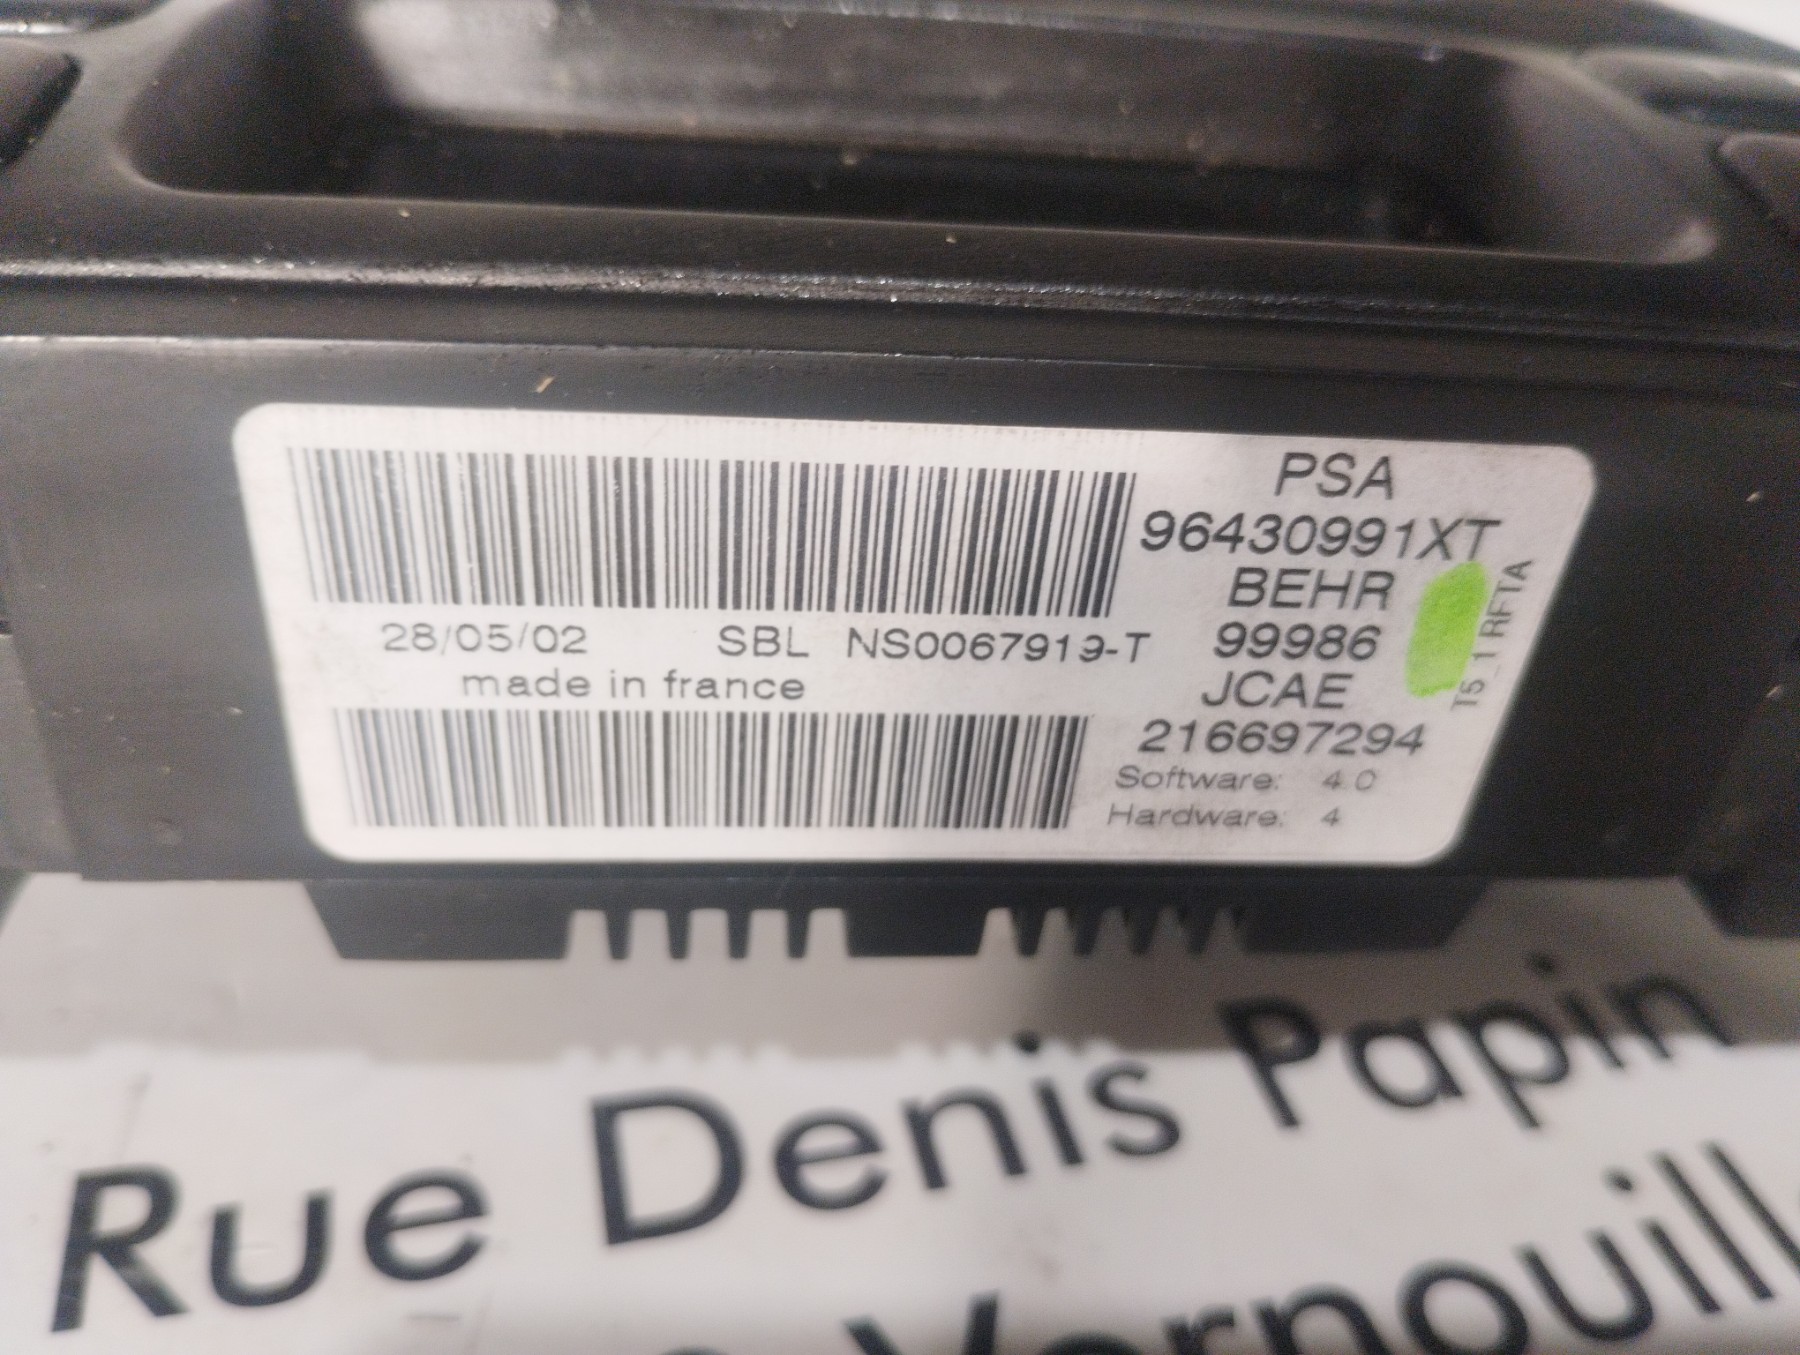 PSA
96430991XT
BEHR
28/05/02 SBL NS0067919-T 99986
made in france JCAE
216697294
Software: 4.0
Hardware: 4
T5_1 RFTA
Rue Denis Papin